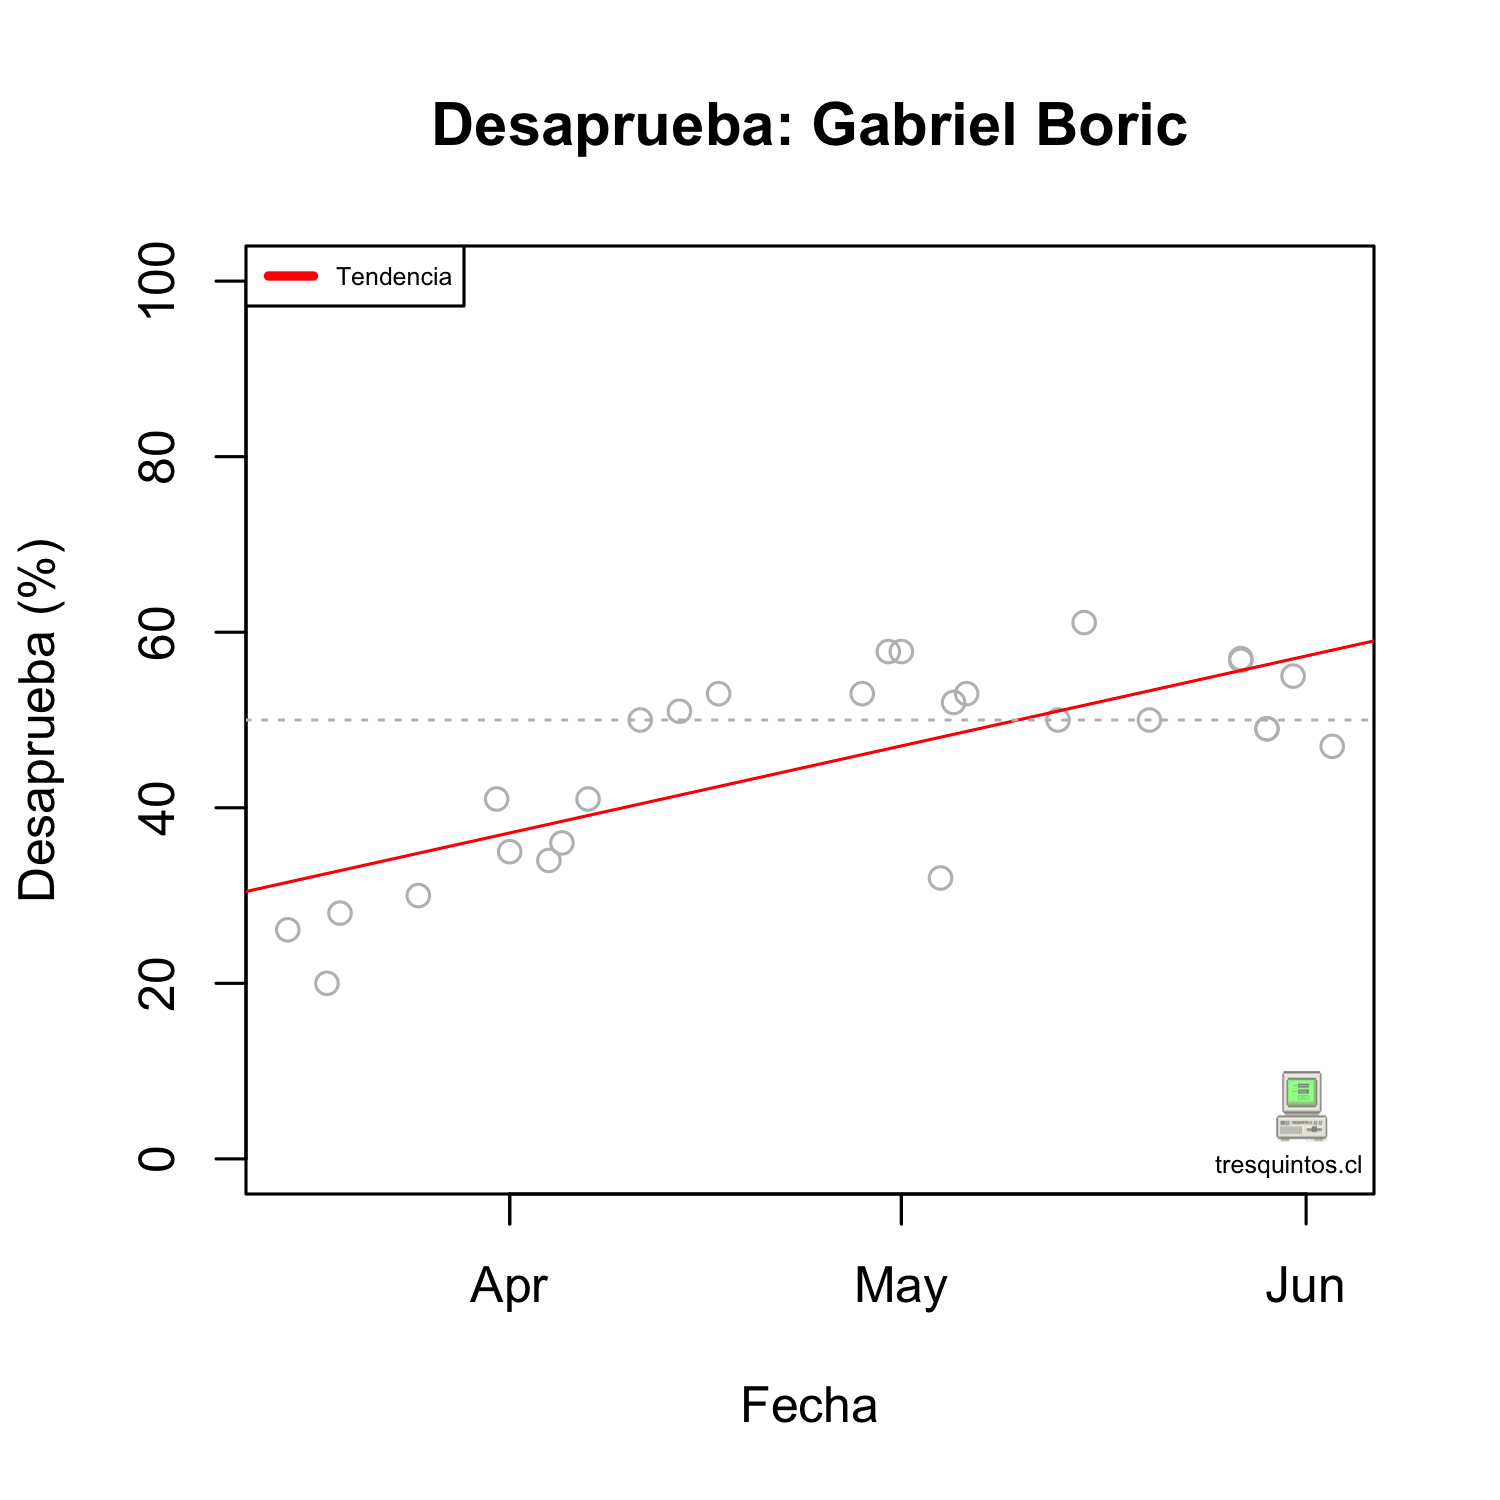 Desaprueba: Gabriel Boric
Tendencia
Desaprueba (%)
100
80
60
40
20
0
tresquintos.cl
Apr May Jun
Fecha